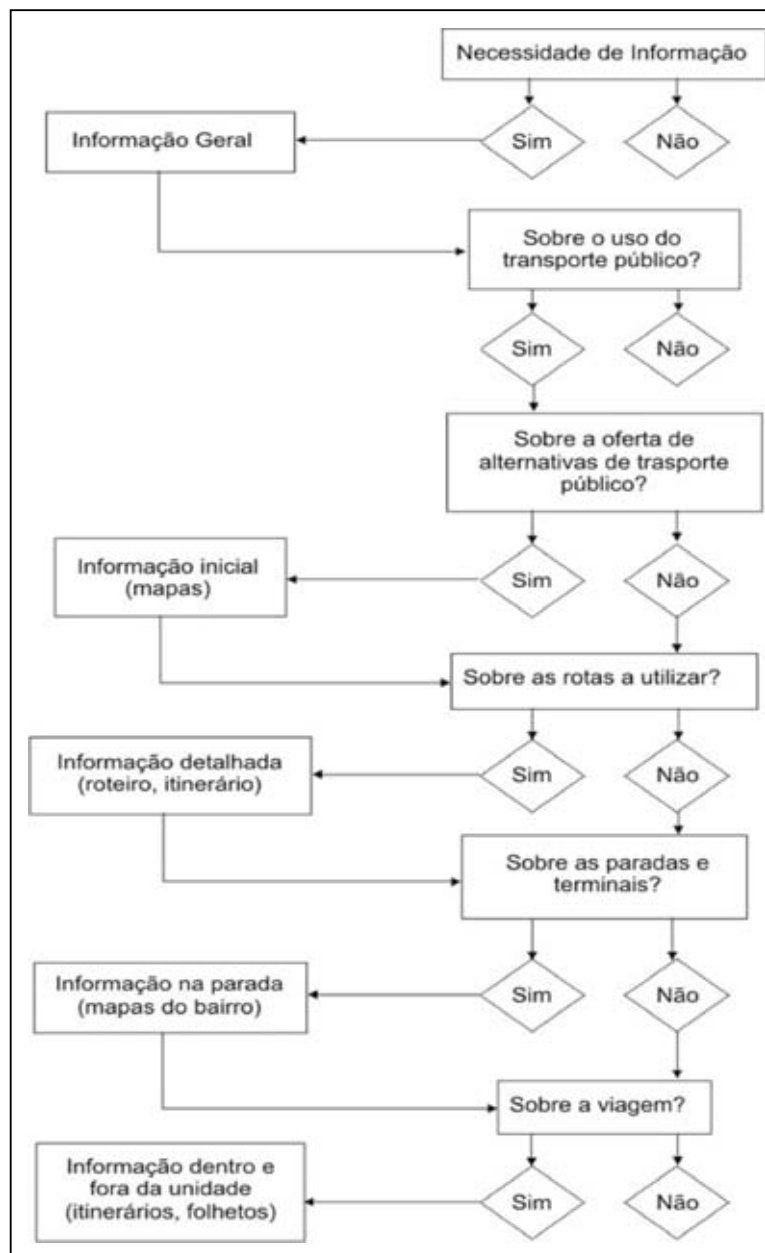 Necessidade de Informação
Informação Geral
Sim
Não
Sobre o uso do
transporte público?
Sim
Não
Sobre a oferta de
alternativas de trasporte
público?
Informação inicial
(mapas)
Sim
Não
Sobre as rotas a utilizar?
Informação detalhada
(roteiro, itinerário)
Sim
Não
Sobre as paradas e
terminais?
Informação na parada
(mapas do bairro)
Sim
Não
Sobre a viagem?
Informação dentro e
fora da unidade
(itinerários, folhetos)
Sim
Não